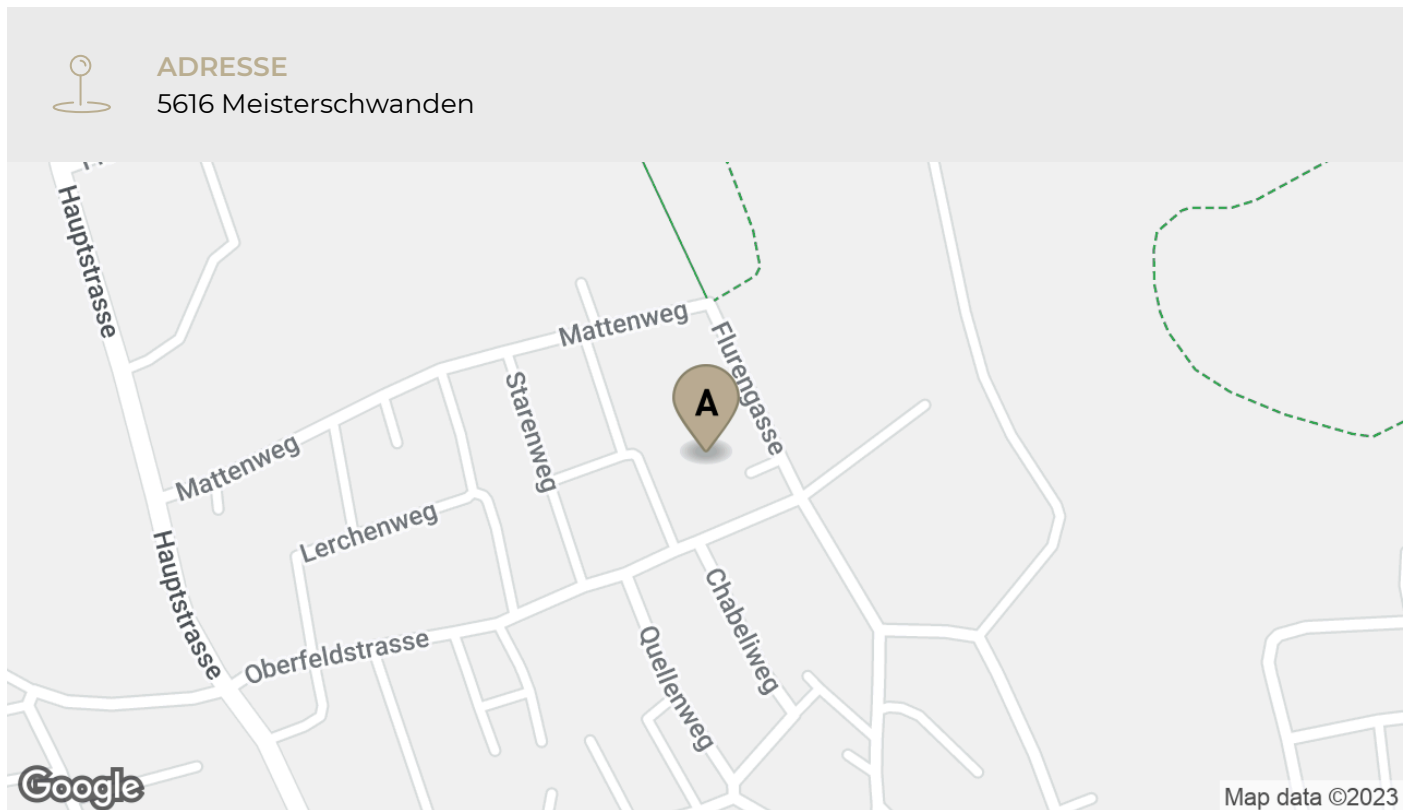 ADRESSE
5616 Meisterschwanden
Hauptstrasse
Mattenweg
Flurengasse
A
Starenweg
Mattenweg
Lerchenweg
Hauptstrasse
Chabeliweg
Oberfeldstrasse
Quellenweg
Google
Map data ©2023